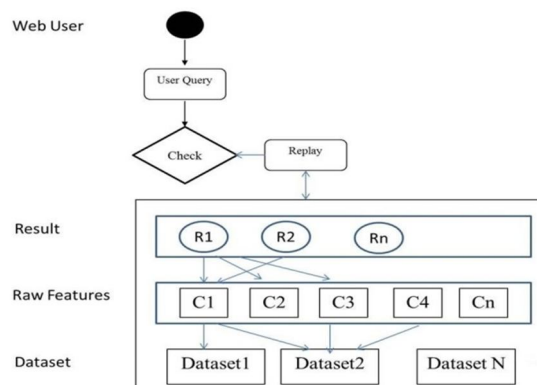 Web User
User Query
Check
Replay
Result
R1 R2 Rn
Raw Features
C1 C2 C3 C4 Cn
Dataset
Dataset1 Dataset2 Dataset N